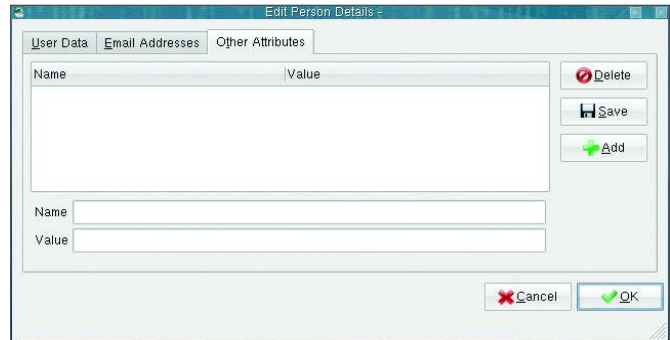 Edit Person Details -
User Data Email Addresses Other Attributes
Name Value
Delete
Save
Add
Name
Value
Cancel OK